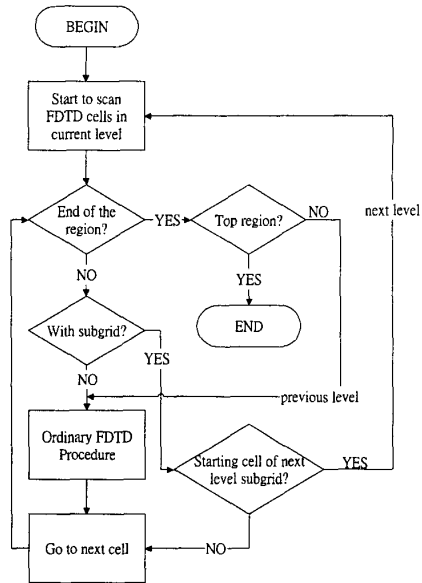 BEGIN
Start to scan
FDTD cells in
current level
next level
End of the
region?
YES
Top region?
NO
NO
YES
END
With subgrid?
YES
NO
previous level
Ordinary FDTD
Procedure
Starting cell of next
level subgrid?
YES
Go to next cell
NO